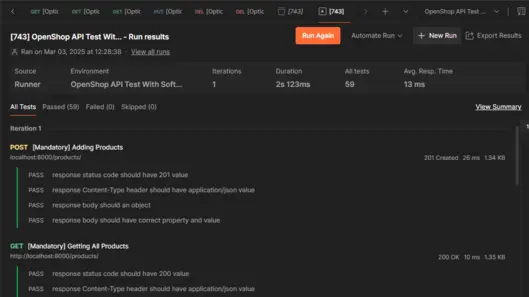 GET [Optic
GET [Optic
GET [Optic
PUT [Optic
DEL [Optic
DEL [Optic
[743]
[743]
OpenShop API Test ...
[743] OpenShop API Test Wit... - Run results
Run Again
Automate Run
+ New Run
Export Results
Ran on Mar 03, 2025 at 12:28:38 · View all runs
Source Environment Iterations Duration All tests Avg. Resp. Time
Runner OpenShop API Test With Soft... 1 2s 123ms 59 13 ms
All Tests Passed (59) Failed (0) Skipped (0) View Summary
Iteration 1
1
POST [Mandatory] Adding Products
localhost:8000/products/ 201 Created 26 ms 1.34 KB
PASS response status code should have 201 value
PASS response Content-Type header should have application/json value
PASS response body should an object
PASS response body should have correct property and value
GET [Mandatory] Getting All Products
http://localhost:8000/products/ 200 OK 10 ms 1.35 KB
PASS response status code should have 200 value
PASS response Content-Type header should have application/json value